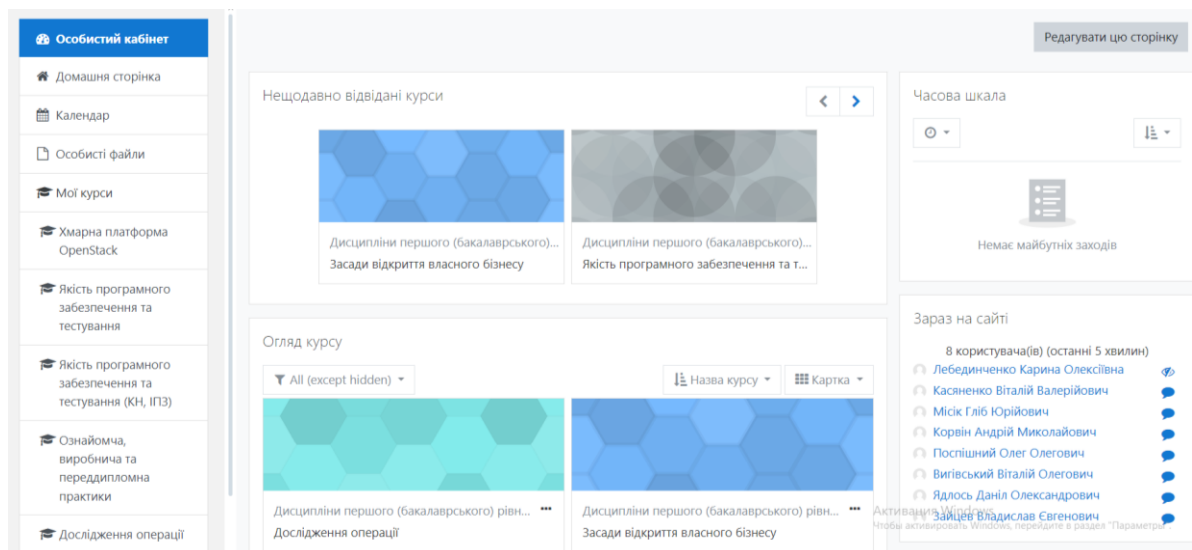 Особистий кабінет
Домашня сторінка
Календар
Особисті файли
Мої курси
Хмарна платформа
OpenStack
Якість програмного
забезпечення та
тестування
Якість програмного
забезпечення та
тестування (КН, ІПЗ)
Ознайомча,
виробнича та
переддипломна
практики
Дослідження операції
Редагувати цю сторінку
Нещодавно відвідані курси
Дисципліни першого (бакалаврського)...
Засади відкриття власного бізнесу
Дисципліни першого (бакалаврського)...
Якість програмного забезпечення та т...
Огляд курсу
All (except hidden)
Назва курсу
Картка
Дисципліни першого (бакалаврського) рівн...
Дослідження операції
Дисципліни першого (бакалаврського) рівн...
Засади відкриття власного бізнесу
Часова шкала
Немає майбутніх заходів
Зараз на сайті
8 користувача(ів) (останні 5 хвилин)
Лебединченко Карина Олексіївна
Касяненко Віталій Валерійович
Місік Гліб Юрійович
Корвін Андрій Миколайович
Поспішний Олег Олегович
Вигівський Віталій Олегович
Ядлось Даніл Олександрович
Зайцев Владислав Євгенович
Активация Windows
Чтобы активировать Windows, перейдите в раздел "Параметры".